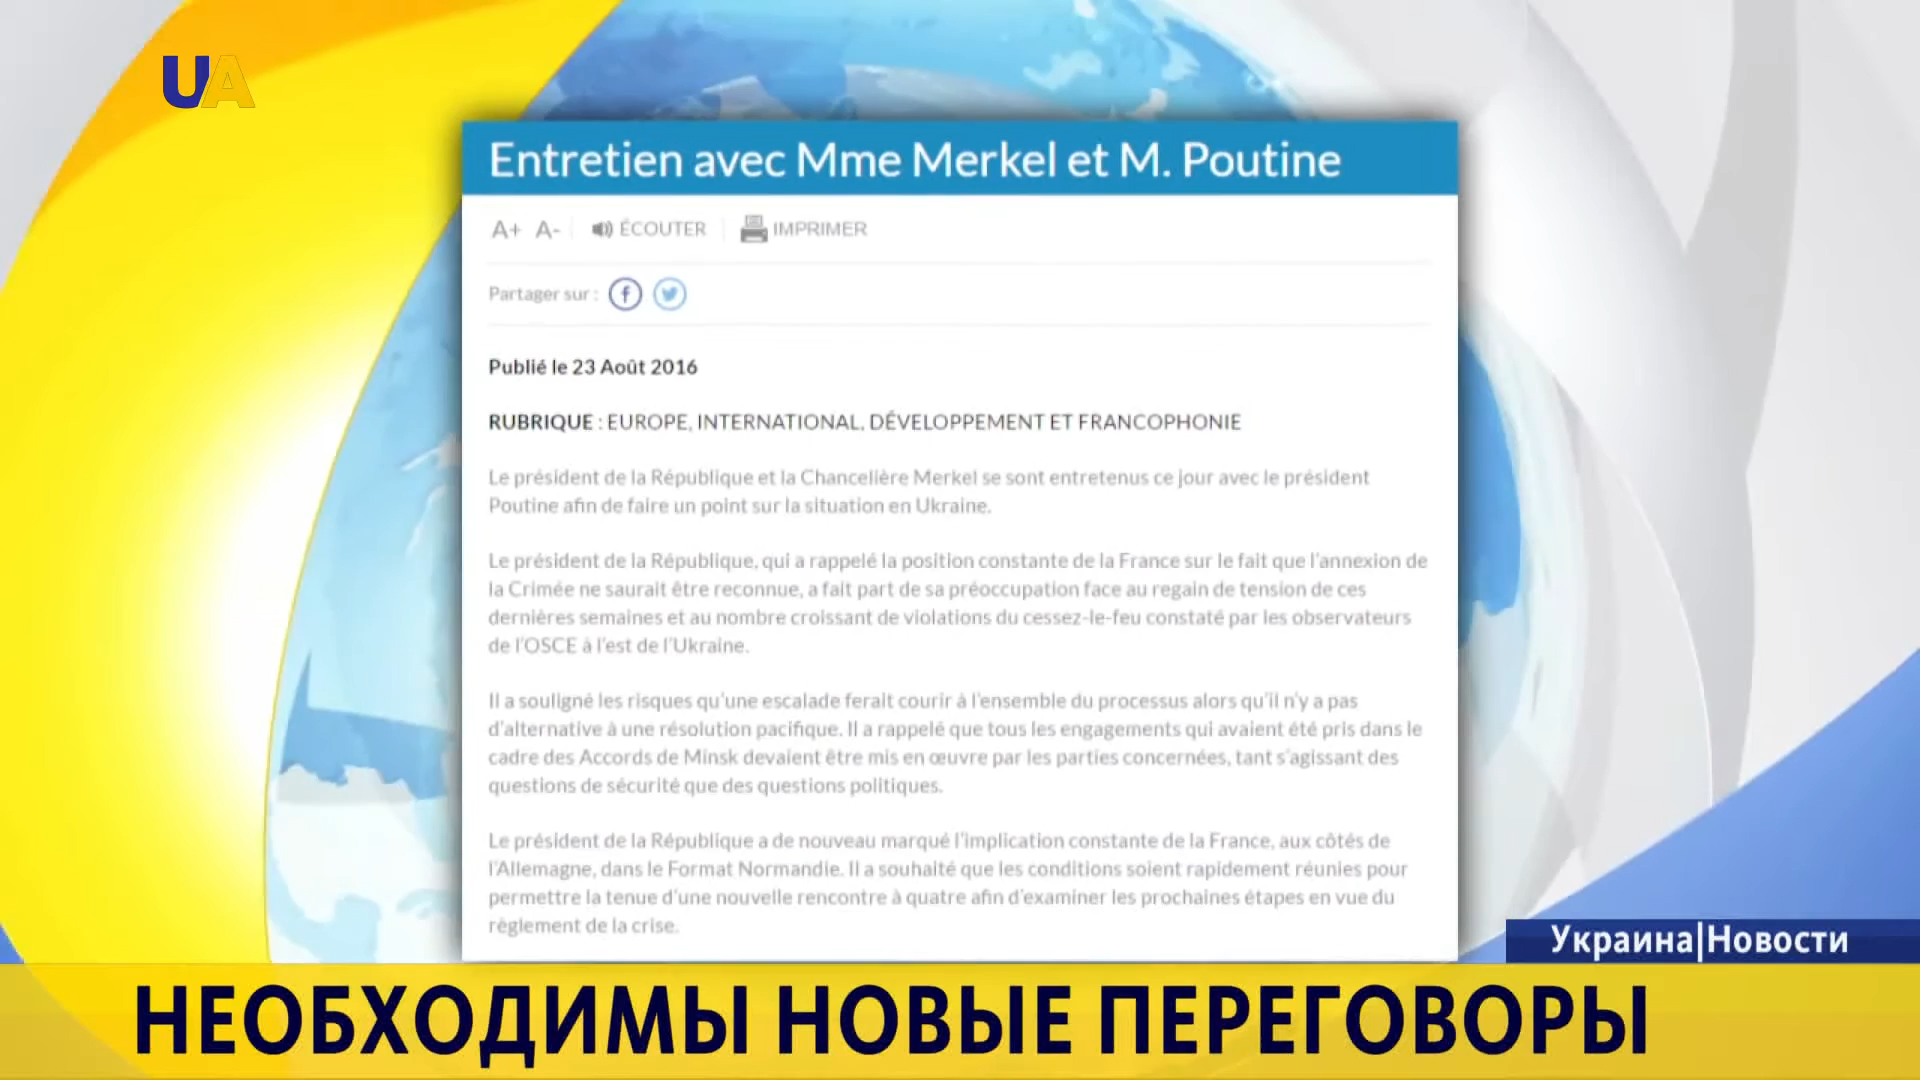 UA
Entretien avec Mme Merkel et M. Poutine
A+ A- ÉCOUTER IMPRIMER
Partager sur :
Publié le 23 Août 2016
RUBRIQUE : EUROPE, INTERNATIONAL, DÉVELOPPEMENT ET FRANCOPHONIE
Le président de la République et la Chancelière Merkel se sont entretenus ce jour avec le président
Poutine afin de faire un point sur la situation en Ukraine.
Le président de la République, qui a rappelé la position constante de la France sur le fait que l'annexion de
la Crimée ne saurait être reconnue, a fait part de sa préoccupation face au regain de tension de ces
dernières semaines et au nombre croissant de violations du cessez-le-feu constaté par les observateurs
de l'OSCE à l'est de l'Ukraine.
Il a souligné les risques qu'une escalade ferait courir à l'ensemble du processus alors qu'il n'y a pas
d'alternative à une résolution pacifique. Il a rappelé que tous les engagements qui avaient été pris dans le
cadre des Accords de Minsk devaient être mis en œuvre par les parties concernées, tant s'agissant des
questions de sécurité que des questions politiques.
Le président de la République a de nouveau marqué l'implication constante de la France, aux côtés de
l'Allemagne, dans le Format Normandie. Il a souhaité que les conditions soient rapidement réunies pour
permettre la tenue d'une nouvelle rencontre à quatre afin d'examiner les prochaines étapes en vue du
règlement de la crise.
Украина|Новости
НЕОБХОДИМЫ НОВЫЕ ПЕРЕГОВОРЫ